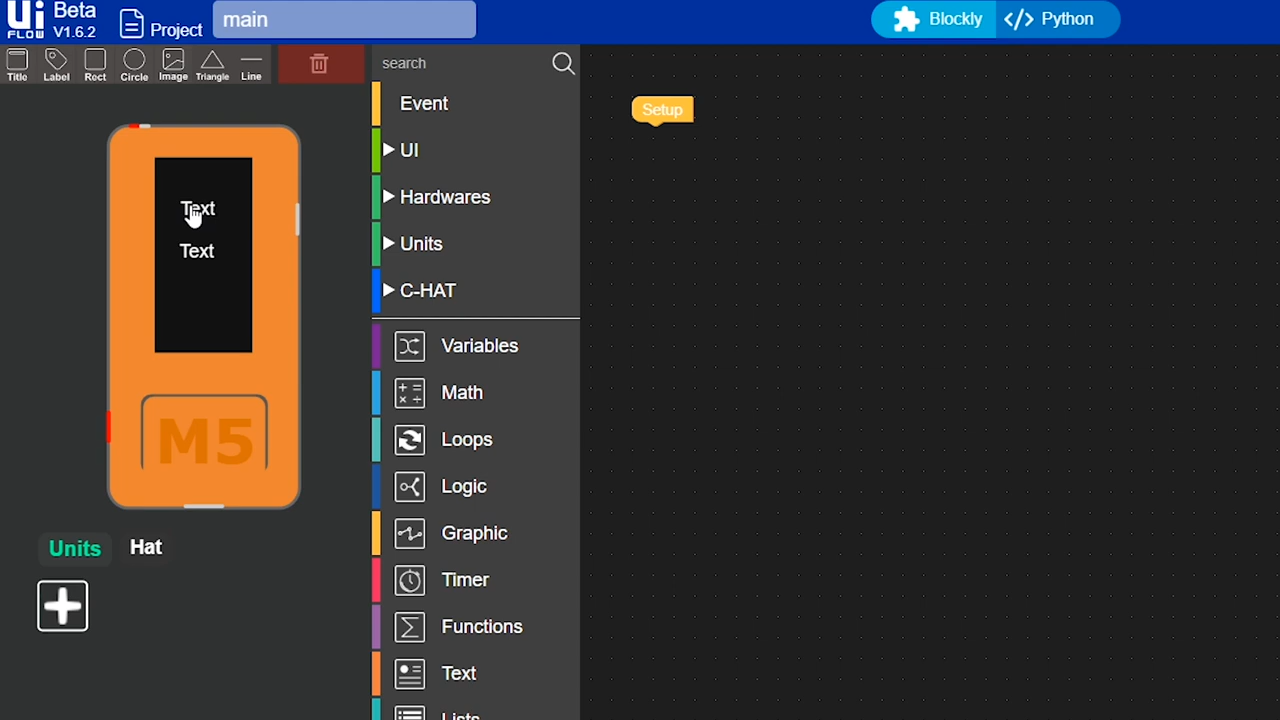 Ui Beta
FLOW V1.6.2
Project
main
Blockly
</> Python
Title Label Rect Circle Image Triangle Line
search
Event
UI
Hardwares
Units
C-HAT
Variables
Math
Loops
Logic
Graphic
Timer
Functions
Text
Lists
Setup
Text
Text
M5
Units Hat